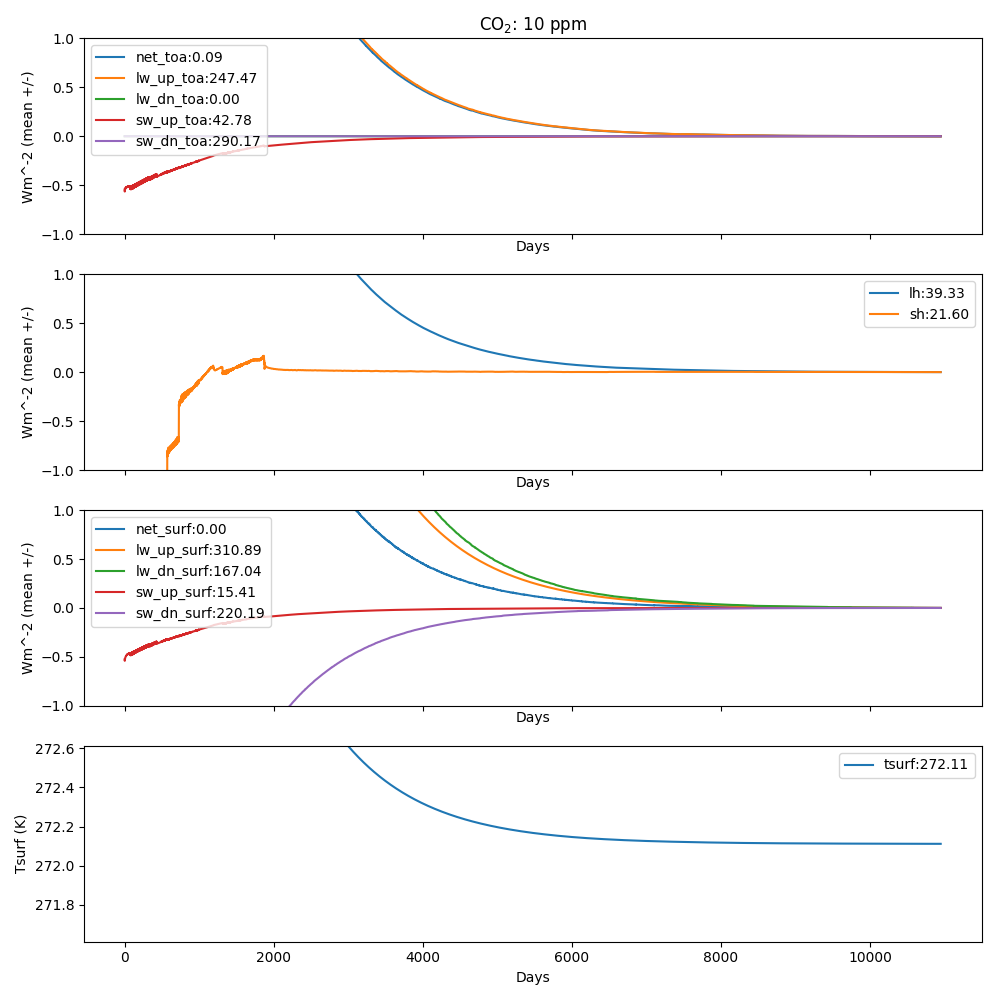 CO₂: 10 ppm
Wm^-2 (mean +/-)
1.0
0.5
0.0
−0.5
−1.0
net_toa:0.09
lw_up_toa:247.47
lw_dn_toa:0.00
sw_up_toa:42.78
sw_dn_toa:290.17
Days
Wm^-2 (mean +/-)
1.0
0.5
0.0
−0.5
−1.0
lh:39.33
sh:21.60
Days
Wm^-2 (mean +/-)
1.0
0.5
0.0
−0.5
−1.0
net_surf:0.00
lw_up_surf:310.89
lw_dn_surf:167.04
sw_up_surf:15.41
sw_dn_surf:220.19
Days
Tsurf (K)
272.6
272.4
272.2
272.0
271.8
tsurf:272.11
0 2000 4000 6000 8000 10000
Days